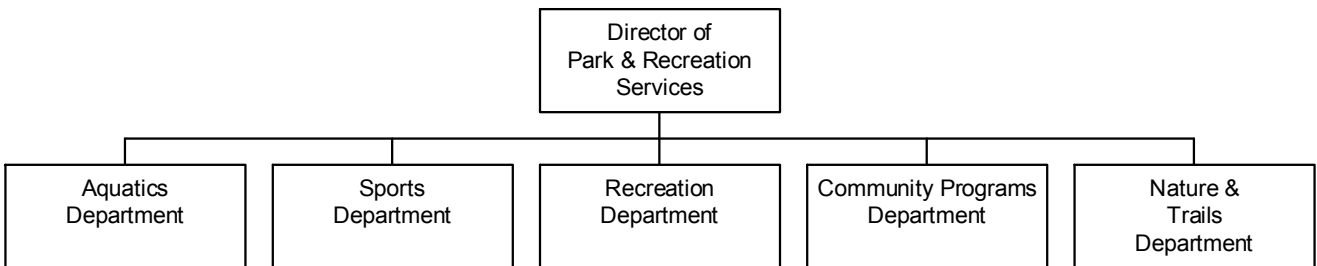 Director of
Park & Recreation
Services
Aquatics
Department
Sports
Department
Recreation
Department
Community Programs
Department
Nature &
Trails
Department